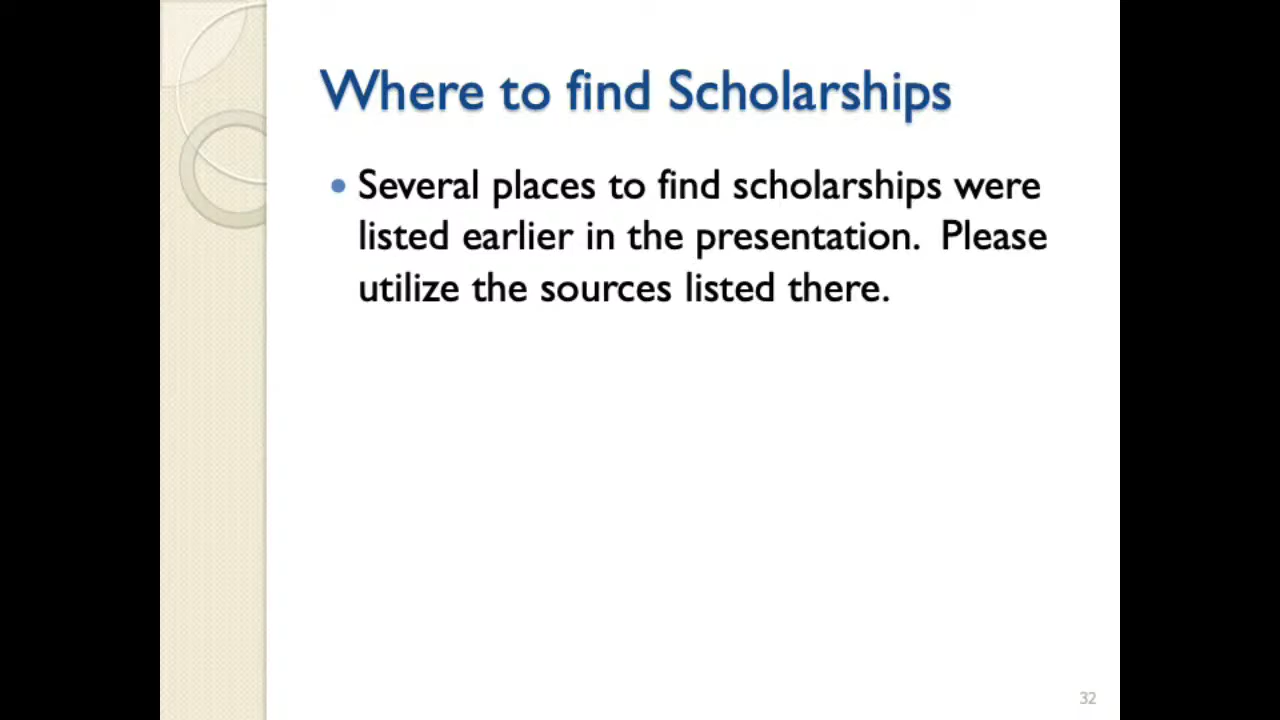 Where to find Scholarships
• Several places to find scholarships were
listed earlier in the presentation.  Please
utilize the sources listed there.
32